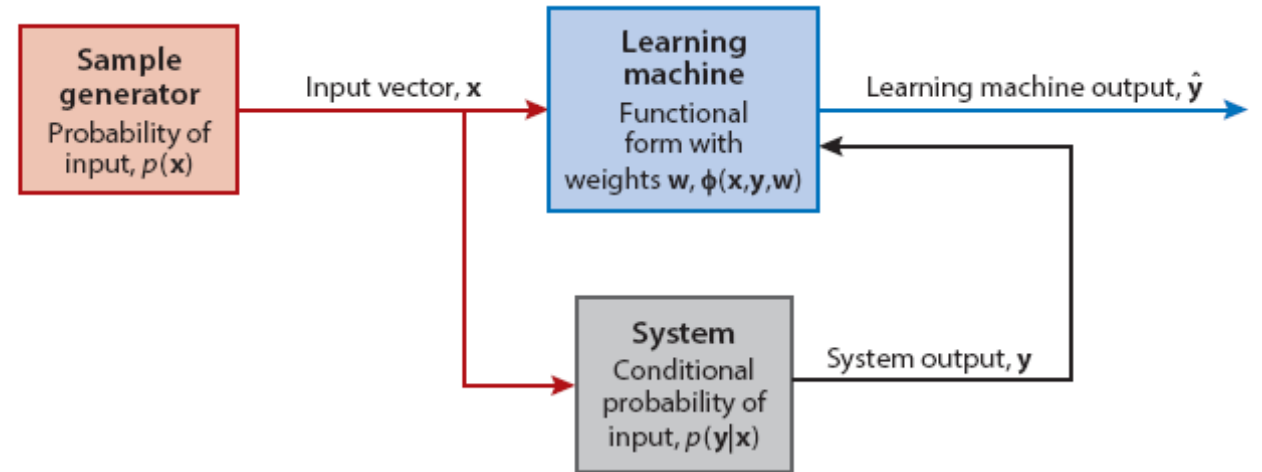 Sample
generator
Probability of
input, p(x)
Input vector, x
Learning
machine
Functional
form with
weights w, ϕ(x,y,w)
Learning machine output, ŷ
System
Conditional
probability of
input, p(y|x)
System output, y